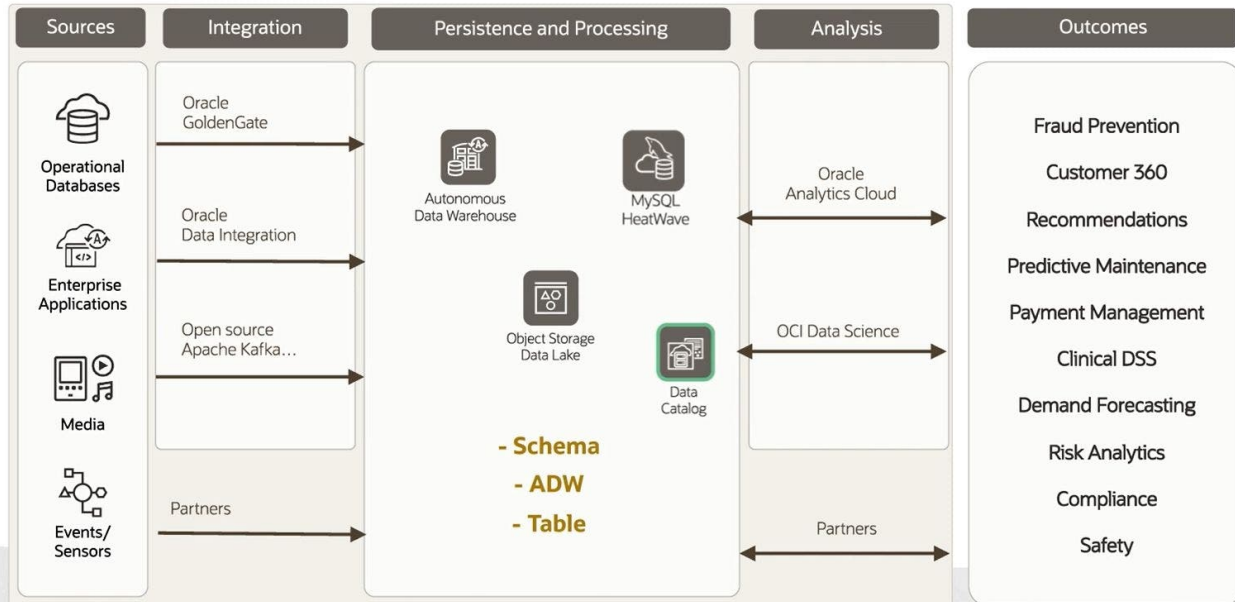 Sources
Integration
Persistence and Processing
Analysis
Outcomes
Operational
Databases
Enterprise
Applications
Media
Events/
Sensors
Oracle
GoldenGate
Oracle
Data Integration
Open source
Apache Kafka...
Partners
Autonomous
Data Warehouse
MySQL
HeatWave
Object Storage
Data Lake
Data
Catalog
- Schema
- ADW
- Table
Oracle
Analytics Cloud
OCI Data Science
Partners
Fraud Prevention
Customer 360
Recommendations
Predictive Maintenance
Payment Management
Clinical DSS
Demand Forecasting
Risk Analytics
Compliance
Safety